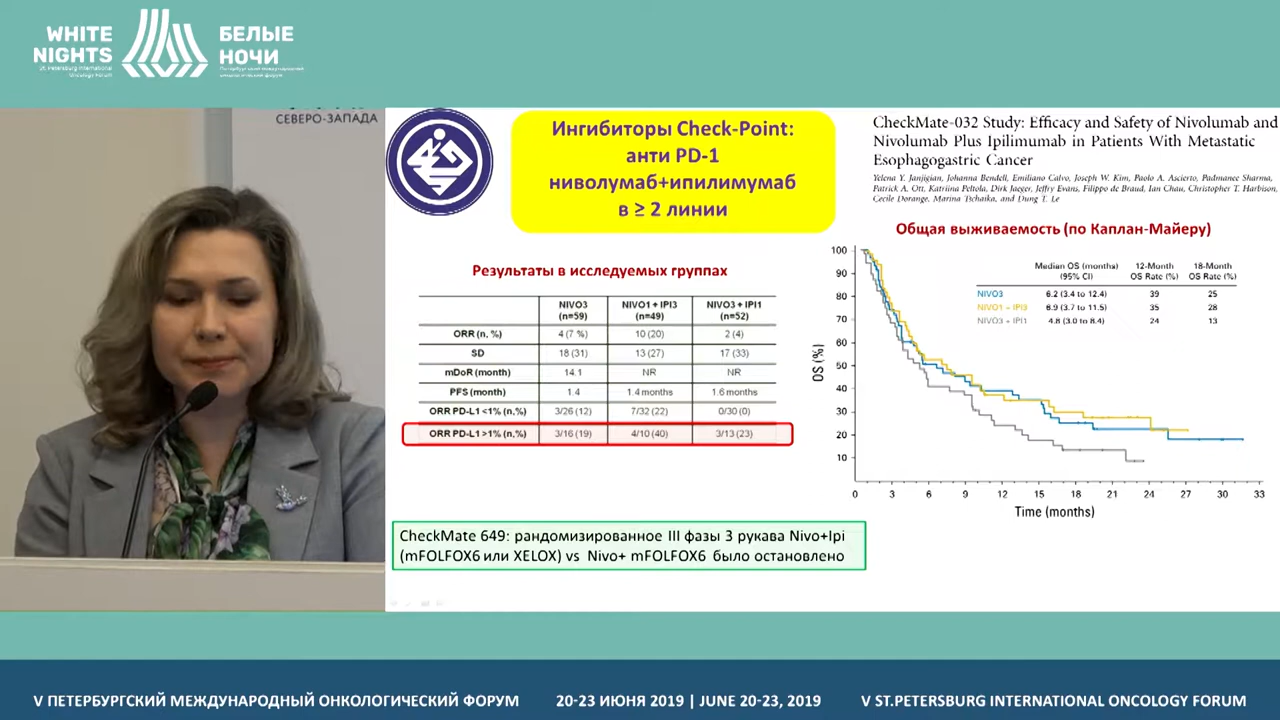 WHITE
NIGHTS
St. Petersburg International
Oncology Forum
БЕЛЫЕ
НОЧИ
Петербургский международный
онкологический форум
СЕВЕРО-ЗАПАДА
Ингибиторы Check-Point:
анти PD-1
ниволумаб+ипилимумаб
в ≥ 2 линии
CheckMate-032 Study: Efficacy and Safety of Nivolumab and
Nivolumab Plus Ipilimumab in Patients With Metastatic
Esophagogastric Cancer
Yelena Y. Janjigian, Johanna Bendell, Emiliano Calvo, Joseph W. Kim, Paolo A. Ascierto, Padmanee Sharma,
Patrick A. Ott, Katriina Peltola, Dirk Jaeger, Jeffry Evans, Filippo de Braud, Ian Chau, Christopher T. Harbison,
Cecile Dorange, Marina Tschaika, and Dung T. Le
Результаты в исследуемых группах
NIVO3 (n=59) NIVO1 + IPI3 (n=49) NIVO3 + IPI1 (n=52)
ORR (n, %) 4 (7 %) 10 (20) 2 (4)
SD 18 (31) 13 (27) 17 (33)
mDoR (month) 14.1 NR NR
PFS (month) 1.4 1.4 months 1.6 months
ORR PD-L1 <1% (n,%) 3/26 (12) 7/32 (22) 0/30 (0)
ORR PD-L1 >1% (n,%) 3/16 (19) 4/10 (40) 3/13 (23)
Общая выживаемость (по Каплан-Майеру)
Median OS (months) (95% CI) 12-Month OS Rate (%) 18-Month OS Rate (%)
NIVO3 6.2 (3.4 to 12.4) 39 25
NIVO1 + IPI3 6.9 (3.7 to 11.5) 35 28
NIVO3 + IPI1 4.8 (3.0 to 8.4) 24 13
OS (%)
100
90
80
70
60
50
40
30
20
10
0 3 6 9 12 15 18 21 24 27 30 33
Time (months)
CheckMate 649: рандомизированное III фазы 3 рукава Nivo+Ipi
(mFOLFOX6 или XELOX) vs Nivo+ mFOLFOX6 было остановлено
V ПЕТЕРБУРГСКИЙ МЕЖДУНАРОДНЫЙ ОНКОЛОГИЧЕСКИЙ ФОРУМ 20-23 ИЮНЯ 2019 | JUNE 20-23, 2019 V ST.PETERSBURG INTERNATIONAL ONCOLOGY FORUM